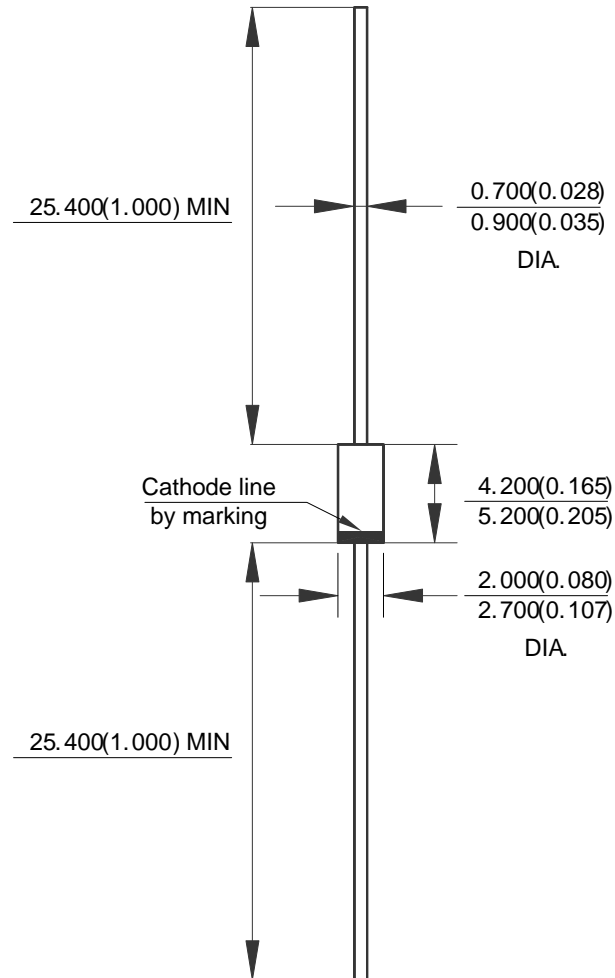 25.400(1.000) MIN
0.700(0.028)
0.900(0.035)
DIA.
Cathode line
by marking
4.200(0.165)
5.200(0.205)
2.000(0.080)
2.700(0.107)
DIA.
25.400(1.000) MIN